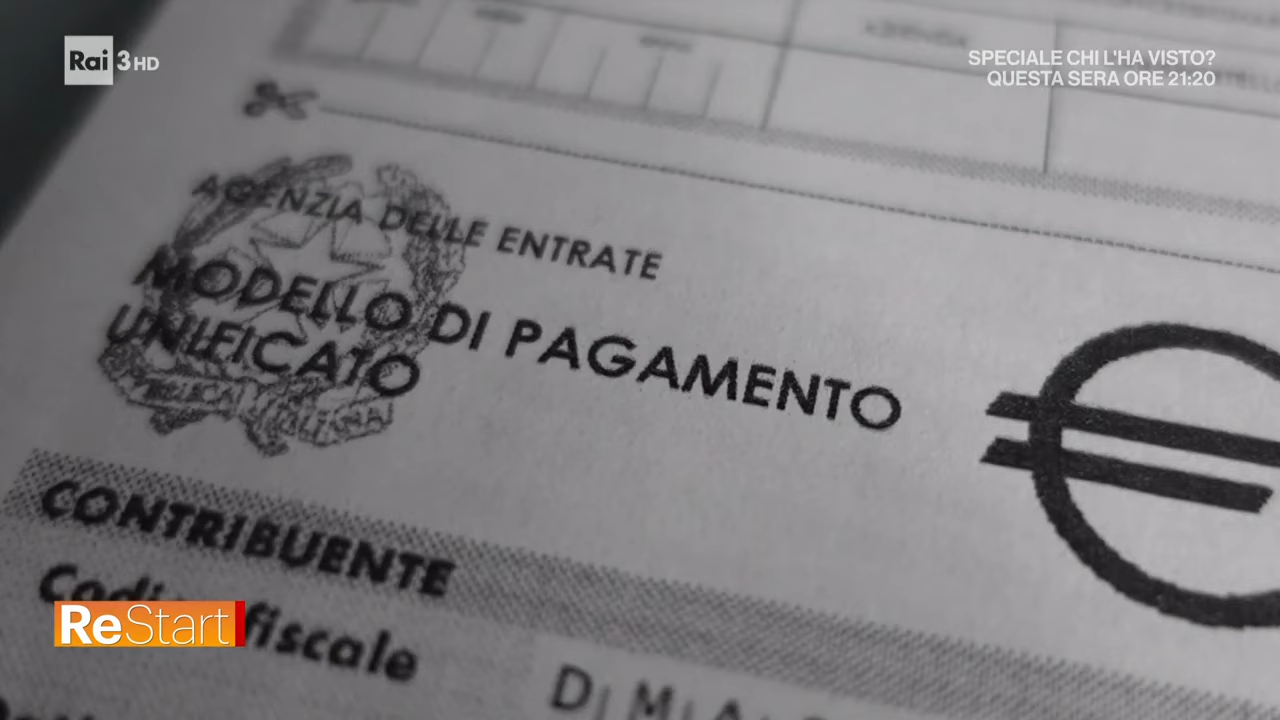 Rai 3 HD
SPECIALE CHI L'HA VISTO?
QUESTA SERA ORE 21:20
AGENZIA DELLE ENTRATE
MODELLO DI PAGAMENTO
UNIFICATO
€
CONTRIBUENTE
fiscale
ReStart
D M A